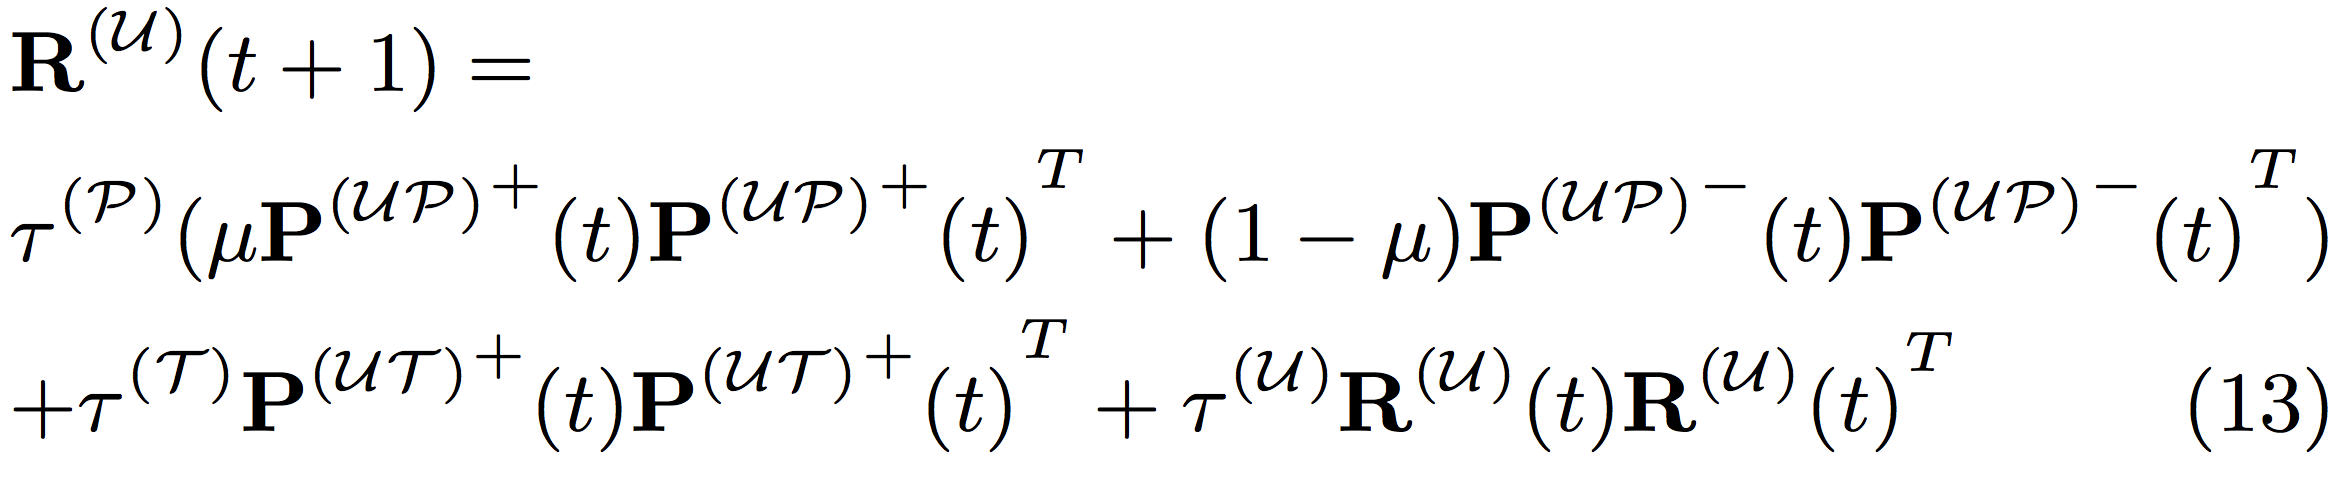 𝐑^(𝒰)(t + 1) =
τ^(𝒫)(μ𝐏^(𝒰𝒫)^+(t)𝐏^(𝒰𝒫)^+(t)^T + (1 − μ)𝐏^(𝒰𝒫)^−(t)𝐏^(𝒰𝒫)^−(t)^T)
+τ^(𝒯)𝐏^(𝒰𝒯)^+(t)𝐏^(𝒰𝒯)^+(t)^T + τ^(𝒰)𝐑^(𝒰)(t)𝐑^(𝒰)(t)^T (13)